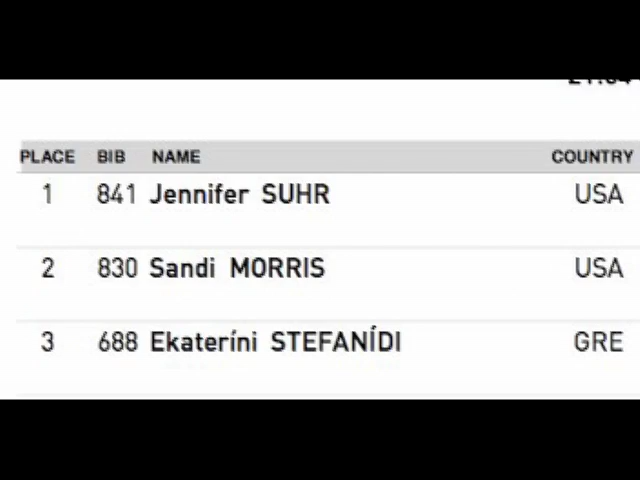 PLACE BIB NAME COUNTRY
1 841 Jennifer SUHR USA
2 830 Sandi MORRIS USA
3 688 Ekateríni STEFANÍDI GRE